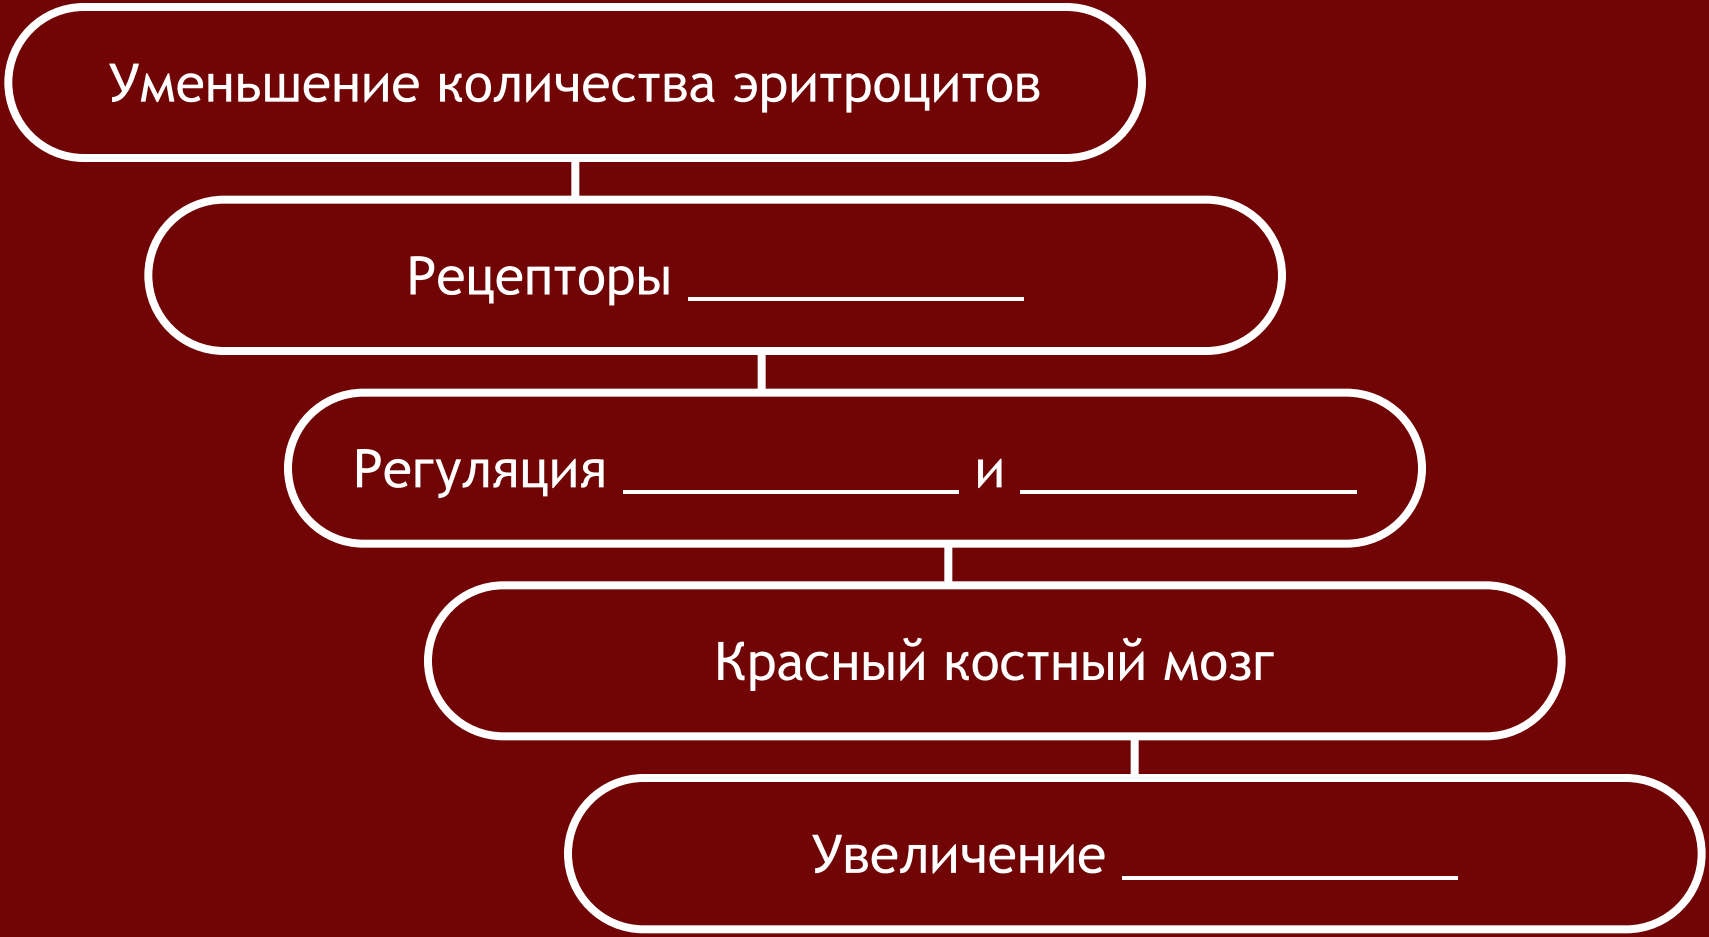 Уменьшение количества эритроцитов
Рецепторы ____________
Регуляция ____________ и ____________
Красный костный мозг
Увеличение ____________